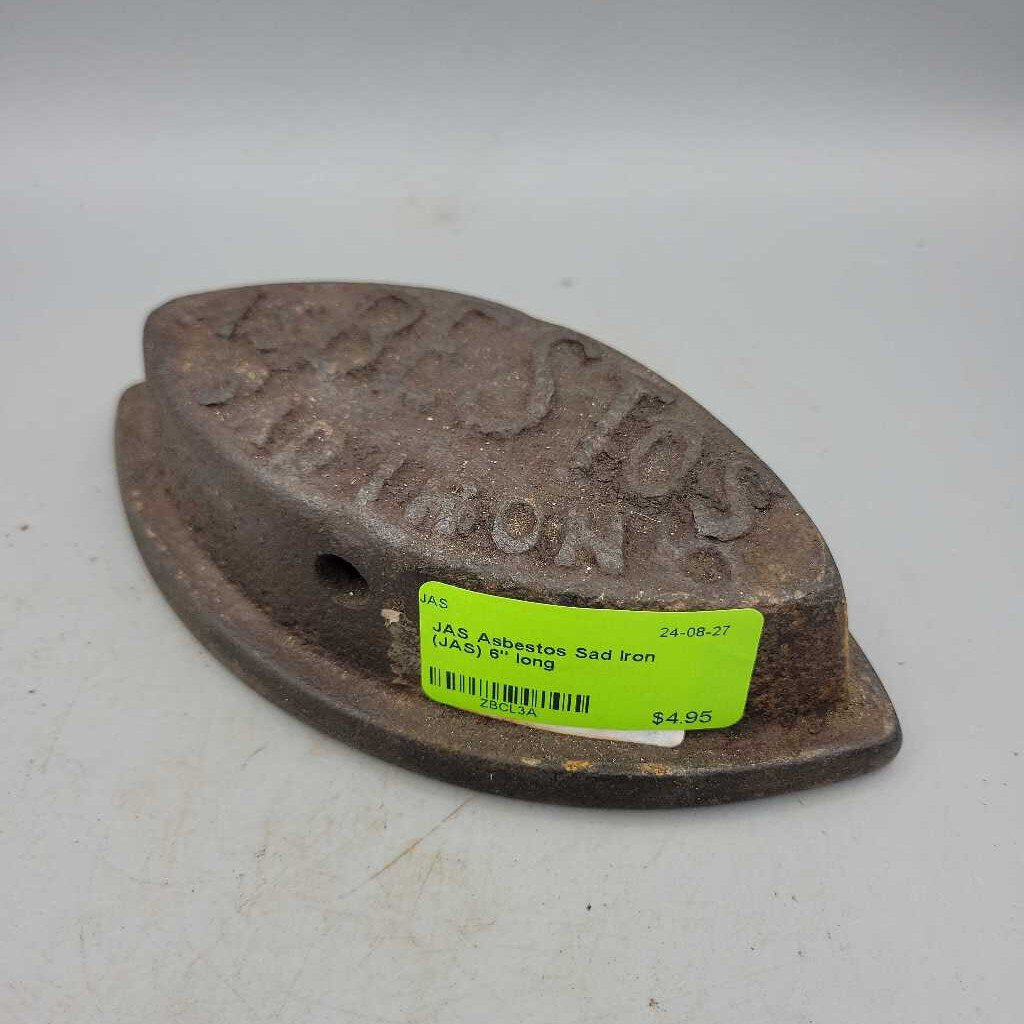 ASBESTOS
SAD IRON
JAS
24-08-27
JAS Asbestos Sad Iron
(JAS) 6" long
ZBCL3A
$4.95